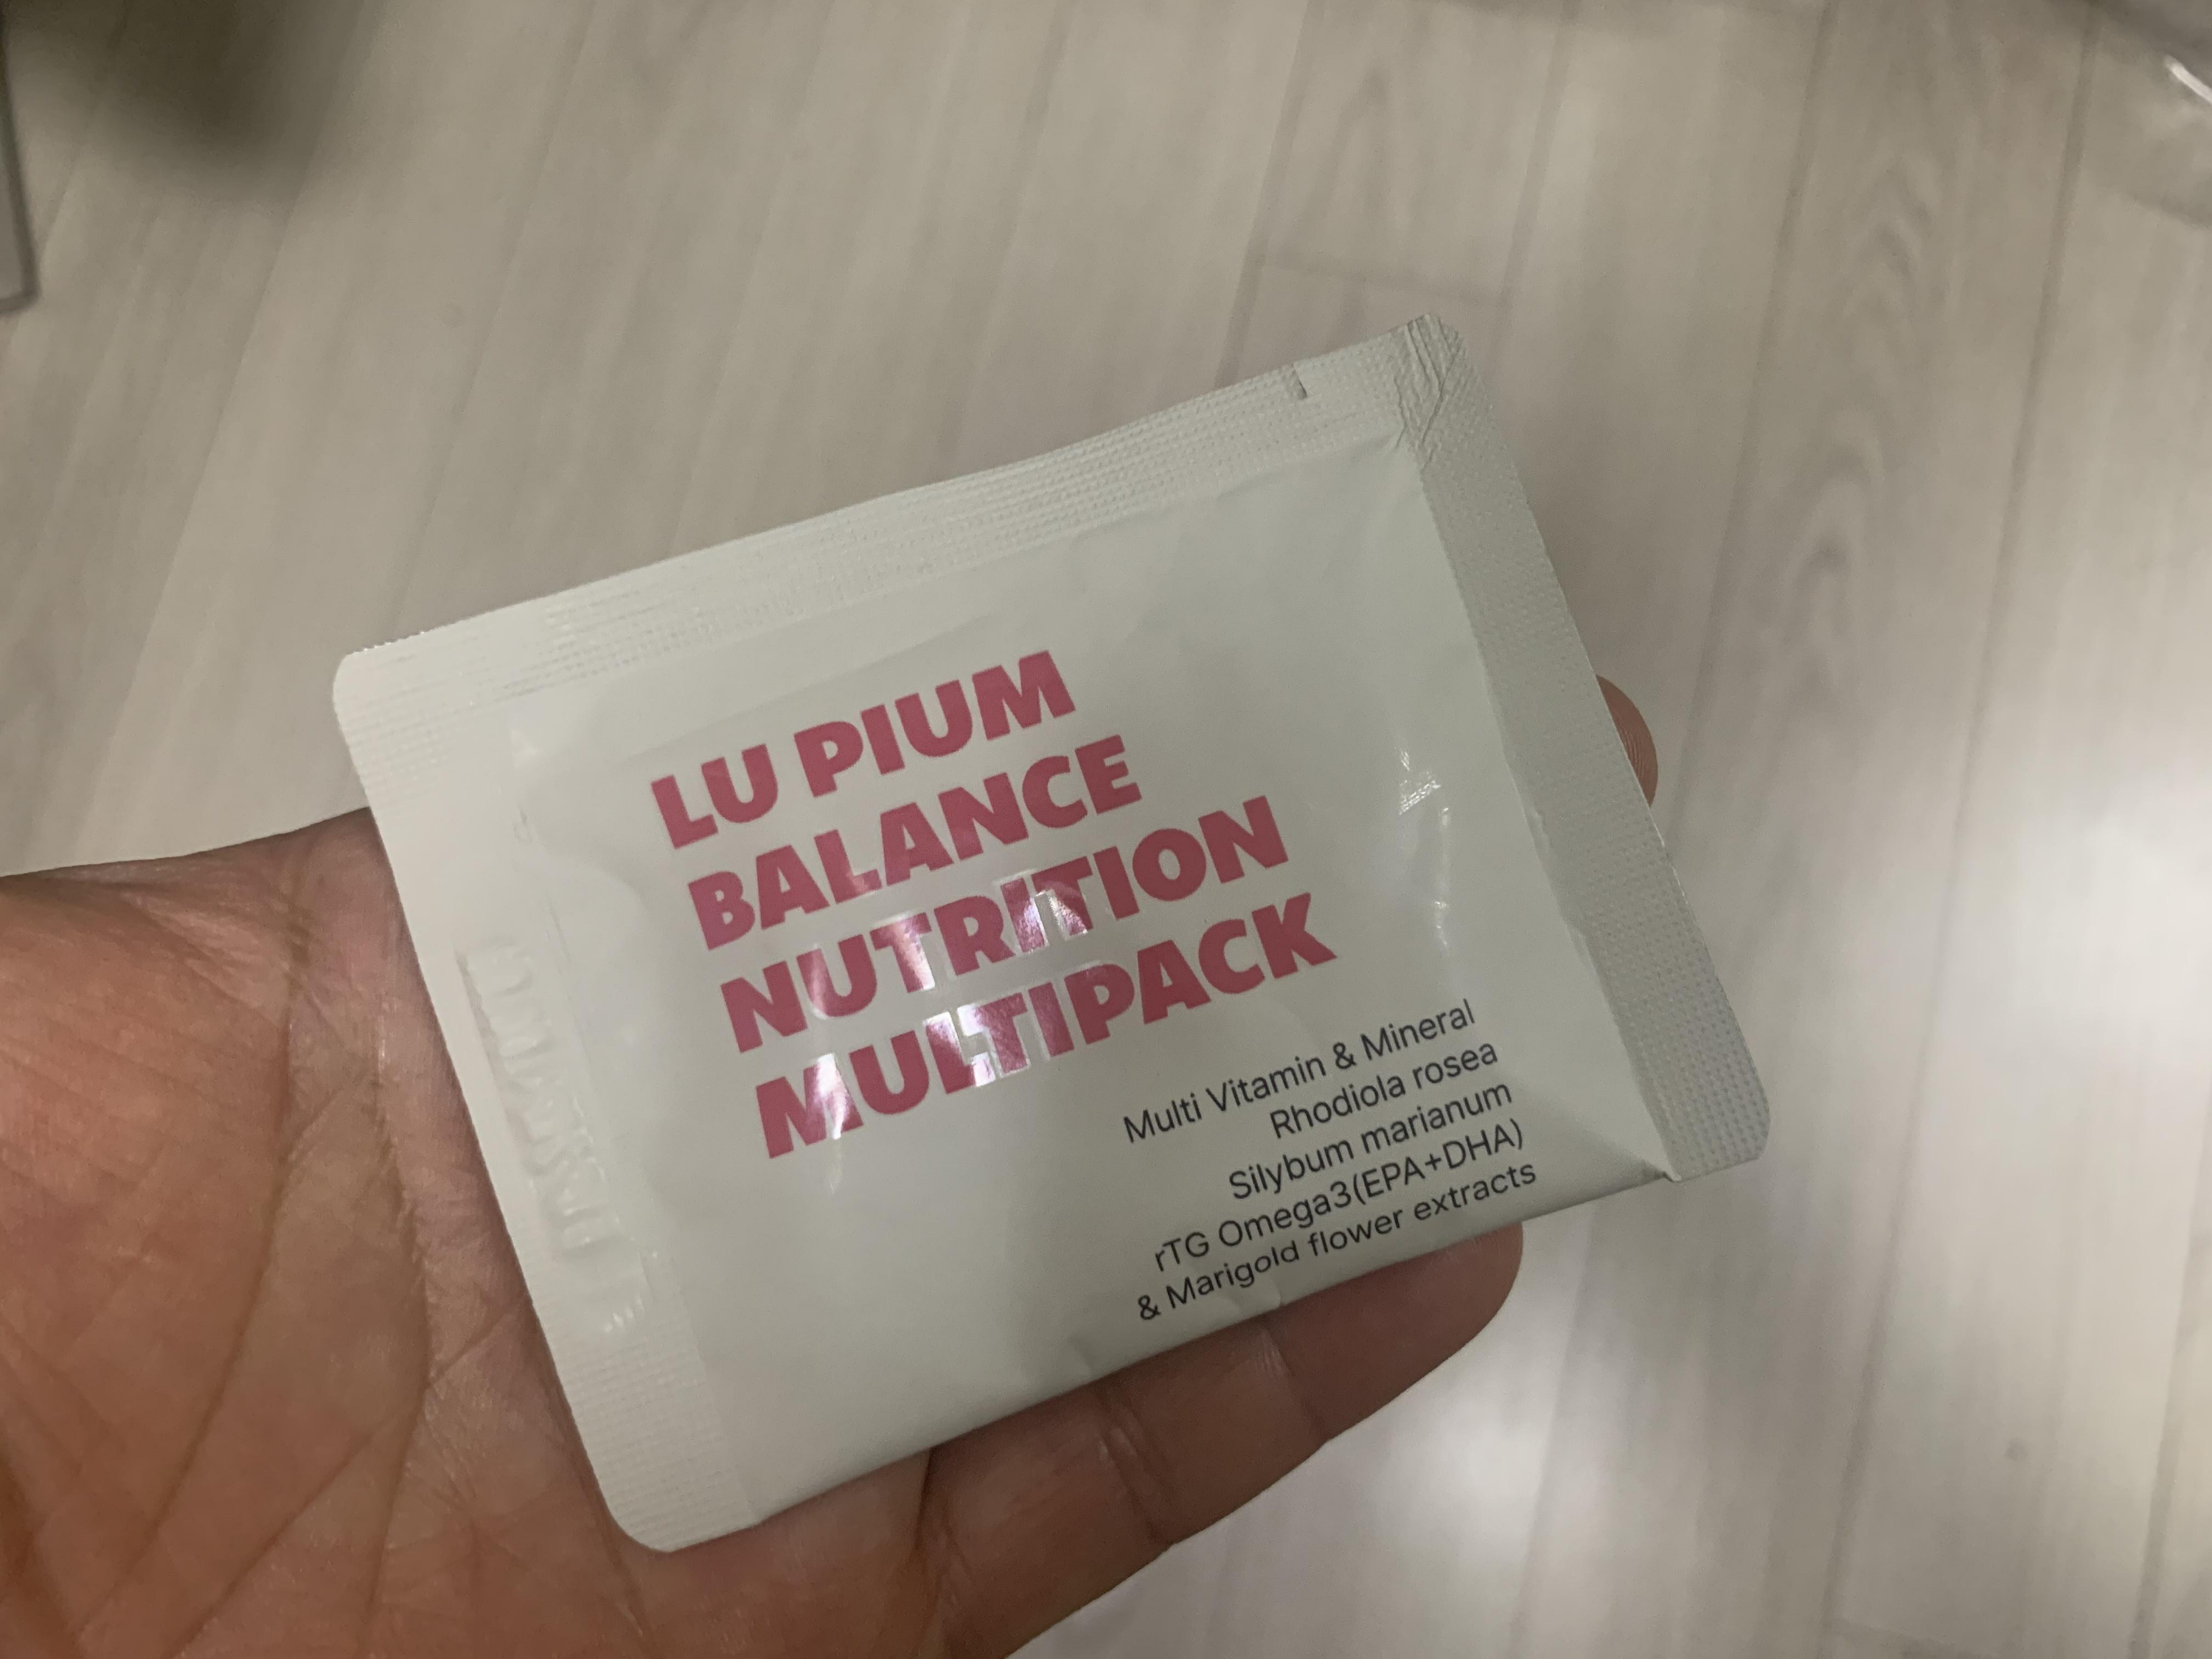 LU PIUM
BALANCE
NUTRITION
MULTIPACK
Multi Vitamin & Mineral
Rhodiola rosea
Silybum marianum
rTG Omega3(EPA+DHA)
& Marigold flower extracts